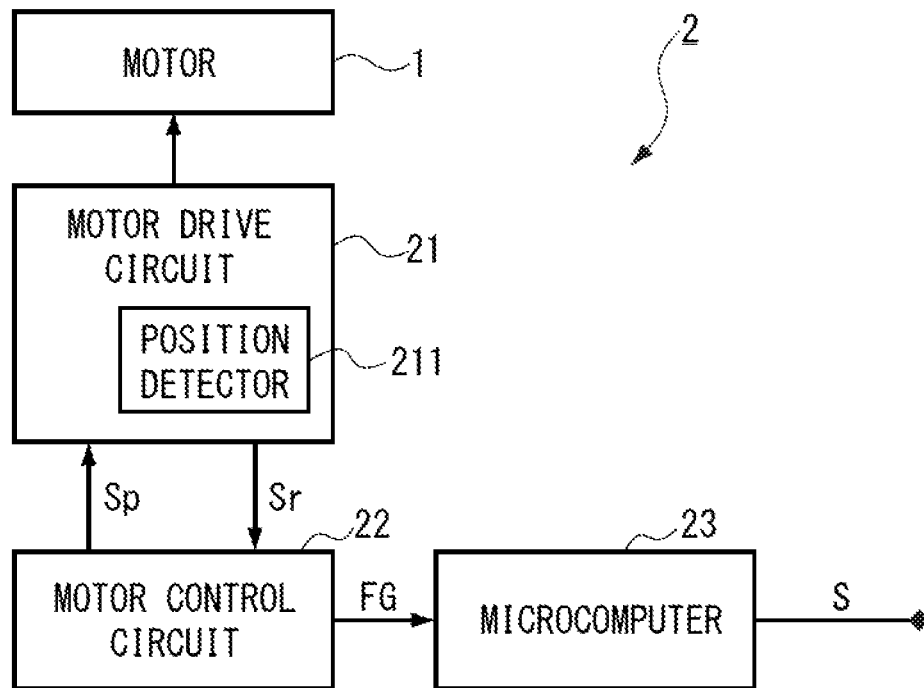 MOTOR
1
2
MOTOR DRIVE
CIRCUIT
21
POSITION
DETECTOR
211
Sp
Sr
22
23
MOTOR CONTROL
CIRCUIT
FG
MICROCOMPUTER
S